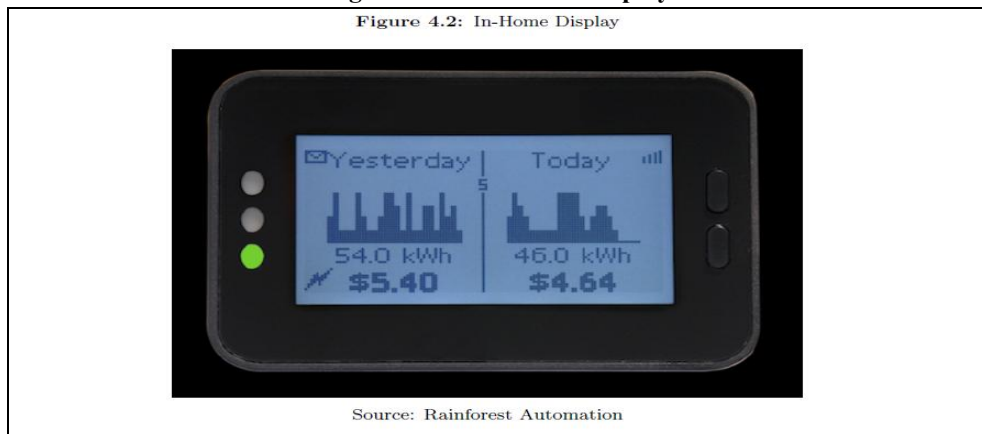 Figure 4.2: In-Home Display
Yesterday
Today
5
54.0 kWh
46.0 kWh
$5.40
$4.64
Source: Rainforest Automation